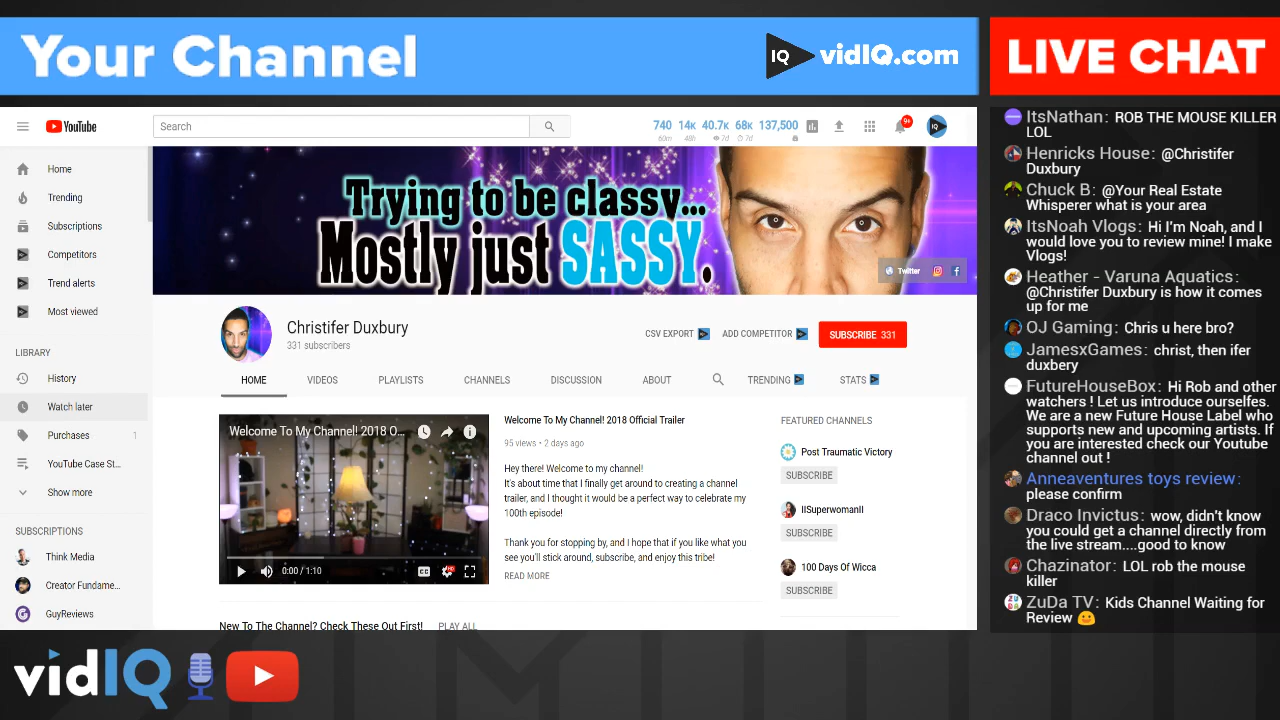 Your Channel
IQ vidIQ.com
LIVE CHAT
YouTube
Search
740 14K 40.7K 68K 137,500
60m 48h 7d 7d
9+
IQ
Home
Trending
Subscriptions
Competitors
Trend alerts
Most viewed
LIBRARY
History
Watch later
Purchases 1
YouTube Case St...
Show more
SUBSCRIPTIONS
Think Media
Creator Fundame...
GuyReviews
Trying to be classy...
Mostly just SASSY.
Twitter
Christifer Duxbury
331 subscribers
CSV EXPORT
ADD COMPETITOR
SUBSCRIBE 331
HOME VIDEOS PLAYLISTS CHANNELS DISCUSSION ABOUT TRENDING STATS
Welcome To My Channel! 2018 O...
0:00 / 1:10
HD
Welcome To My Channel! 2018 Official Trailer
95 views • 2 days ago
Hey there! Welcome to my channel!
It's about time that I finally get around to creating a channel
trailer, and I thought it would be a perfect way to celebrate my
100th episode!
Thank you for stopping by, and I hope that if you like what you
see you'll stick around, subscribe, and enjoy this tribe!
READ MORE
FEATURED CHANNELS
Post Traumatic Victory
SUBSCRIBE
IISuperwomanII
SUBSCRIBE
100 Days Of Wicca
SUBSCRIBE
New To The Channel? Check These Out First! PLAY ALL
ItsNathan: ROB THE MOUSE KILLER
LOL
Henricks House: @Christifer
Duxbury
Chuck B: @Your Real Estate
Whisperer what is your area
ItsNoah Vlogs: Hi I'm Noah, and I
would love you to review mine! I make
Vlogs!
Heather - Varuna Aquatics:
@Christifer Duxbury is how it comes
up for me
OJ Gaming: Chris u here bro?
JamesxGames: christ, then ifer
duxbery
FutureHouseBox: Hi Rob and other
watchers ! Let us introduce ourselfes.
We are a new Future House Label who
supports new and upcoming artists. If
you are interested check our Youtube
channel out !
Anneaventures toys review:
please confirm
Draco Invictus: wow, didn't know
you could get a channel directly from
the live stream....good to know
Chazinator: LOL rob the mouse
killer
ZuDa TV: Kids Channel Waiting for
Review
vidIQ